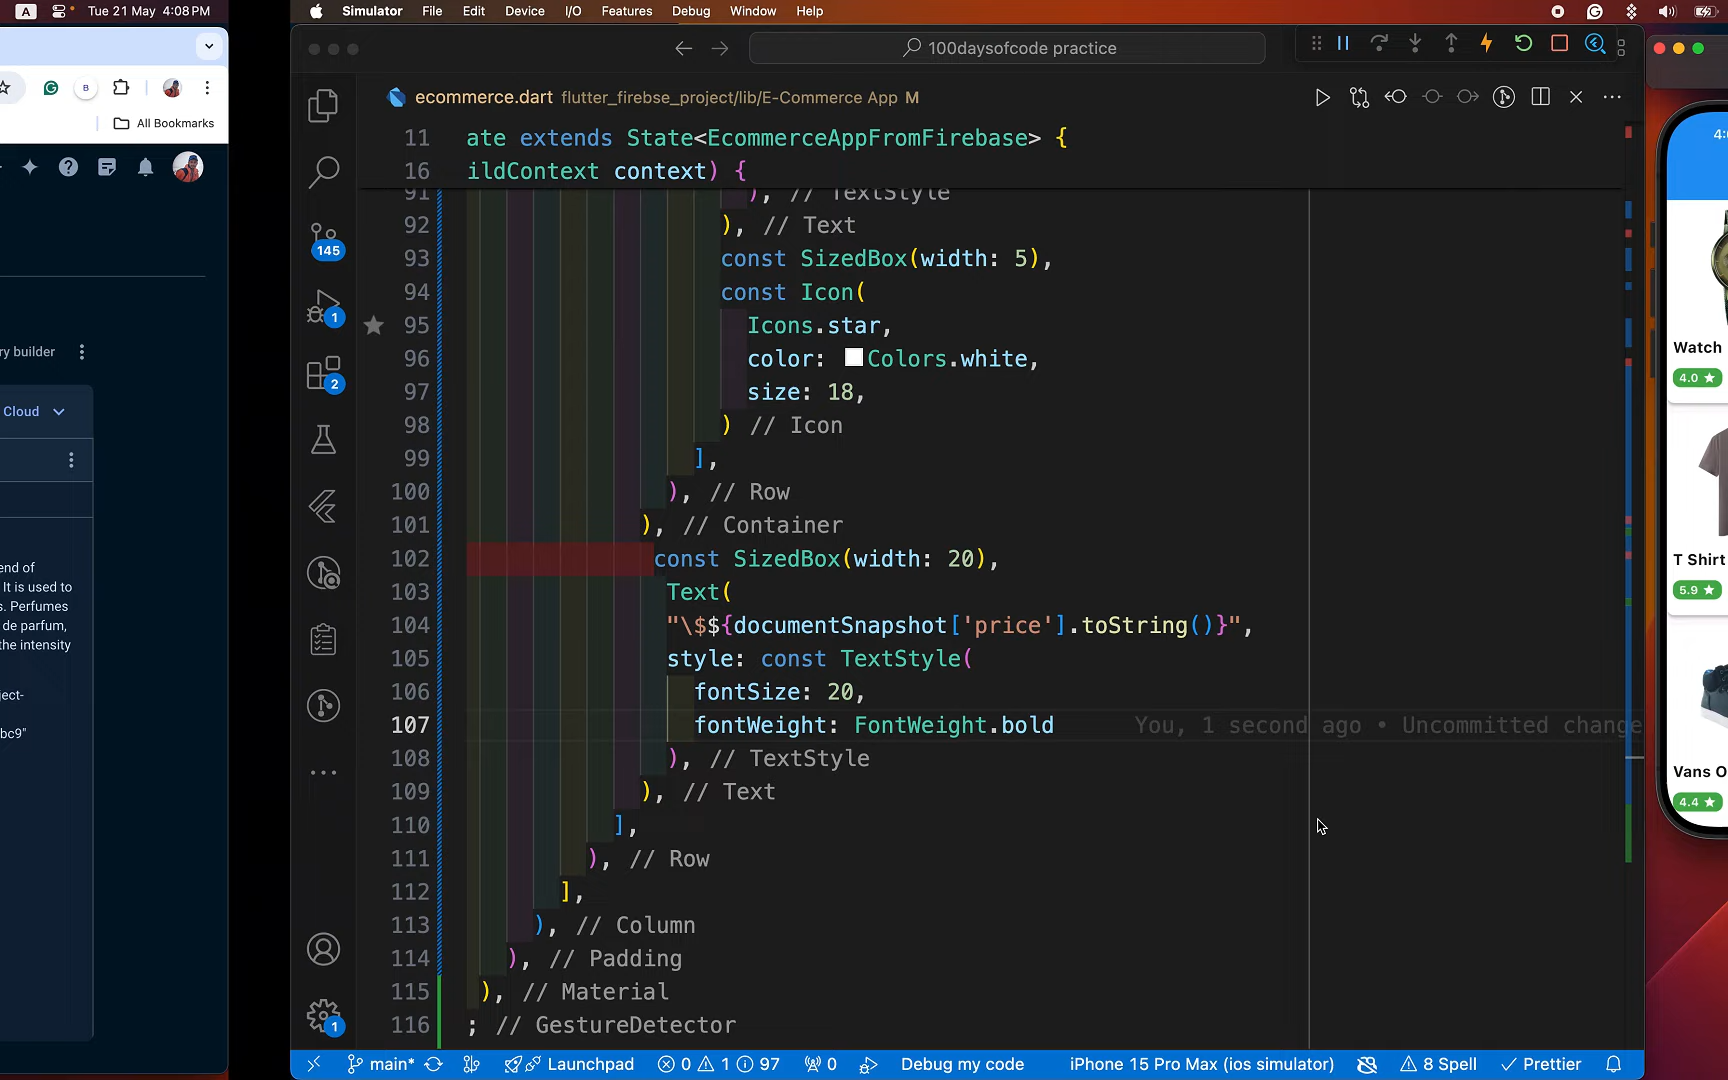 A
Tue 21 May 4:08 PM
Simulator File Edit Device I/O Features Debug Window Help
100daysofcode practice
B
All Bookmarks
ry builder
Cloud
end of
It is used to
s. Perfumes
de parfum,
the intensity
ject-
bc9"
ecommerce.dart flutter_firebse_project/lib/E-Commerce App M
11 ate extends State<EcommerceAppFromFirebase> {
16 ildContext context) {
91 ), // TextStyle
92 ), // Text
93 const SizedBox(width: 5),
94 const Icon(
95 Icons.star,
96 color: Colors.white,
97 size: 18,
98 ) // Icon
99 ],
100 ), // Row
101 ), // Container
102 const SizedBox(width: 20),
103 Text(
104 "\$${documentSnapshot['price'].toString()}",
105 style: const TextStyle(
106 fontSize: 20,
107 fontWeight: FontWeight.bold You, 1 second ago • Uncommitted change
108 ), // TextStyle
109 ), // Text
110 ],
111 ), // Row
112 ],
113 ), // Column
114 ), // Padding
115 ), // Material
116 ; // GestureDetector
145
1
2
1
main* Launchpad 0 1 97 0 Debug my code iPhone 15 Pro Max (ios simulator) 8 Spell Prettier
Watch
4.0
T Shirt
5.9
Vans O
4.4